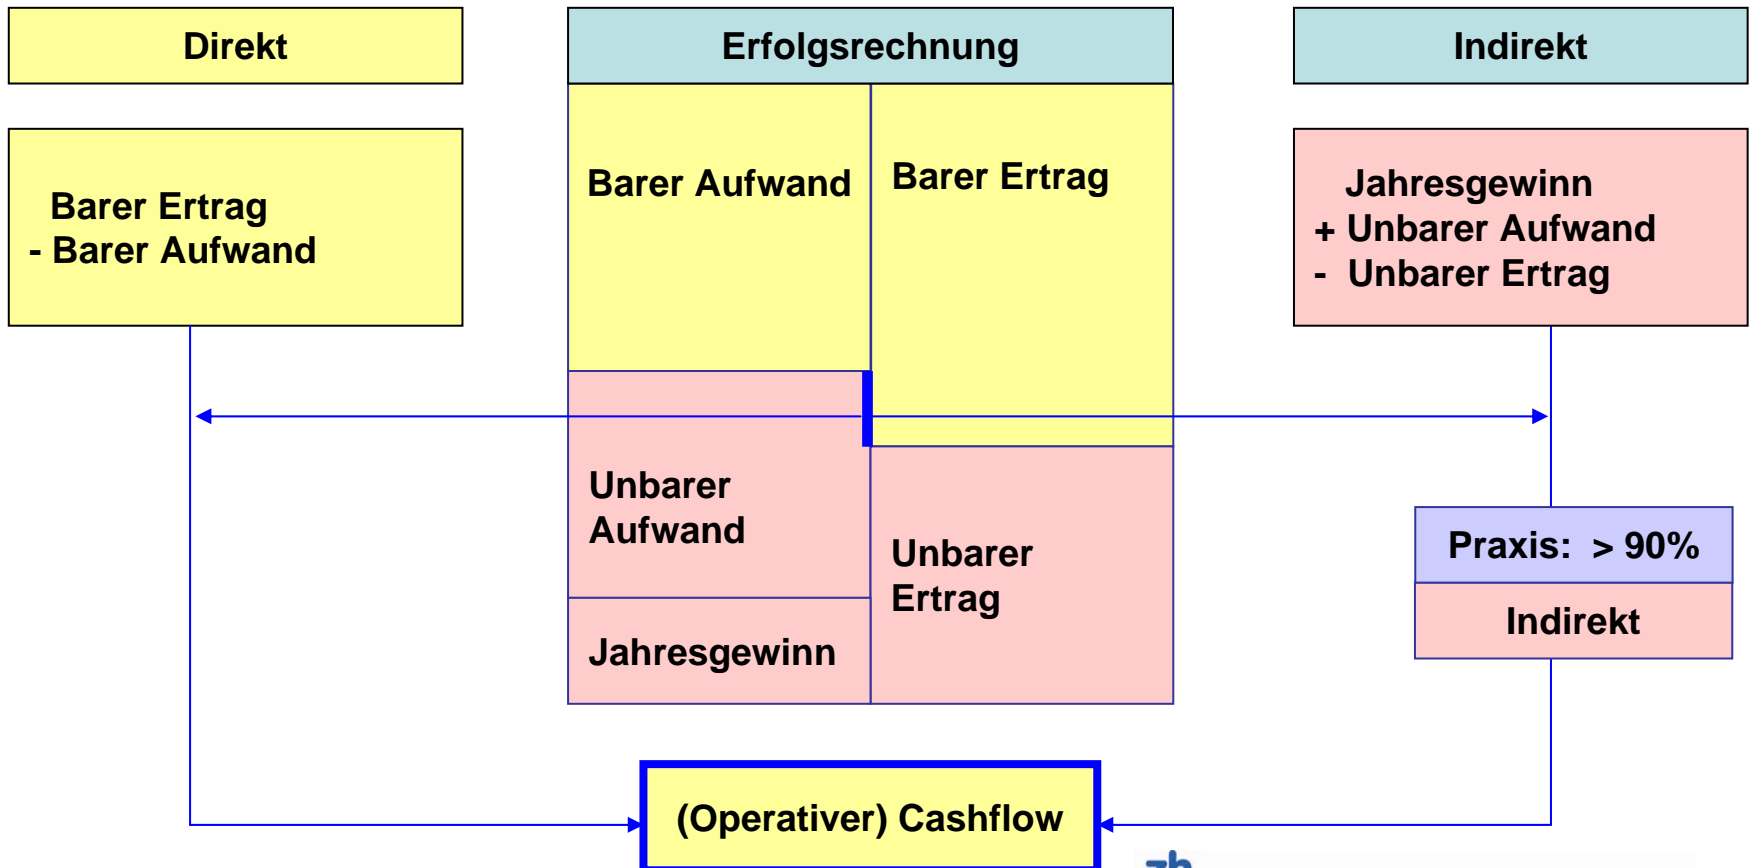 Direkt
Erfolgsrechnung
Indirekt
Barer Ertrag
- Barer Aufwand
Barer Aufwand
Barer Ertrag
Jahresgewinn
+ Unbarer Aufwand
- Unbarer Ertrag
Unbarer
Aufwand
Unbarer
Ertrag
Jahresgewinn
Praxis: > 90%
Indirekt
(Operativer) Cashflow
zh